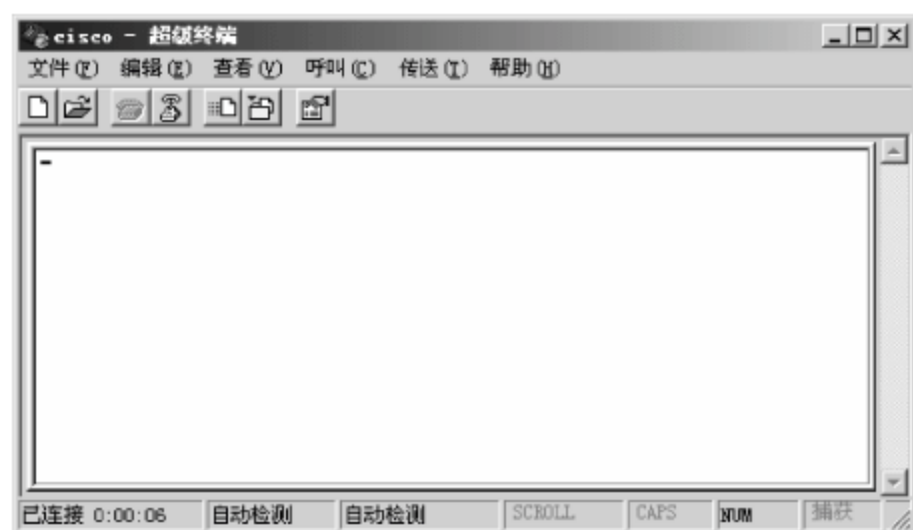 cisco - 超级终端
文件(F) 编辑(E) 查看(V) 呼叫(C) 传送(T) 帮助(H)
已连接 0:00:06 自动检测 自动检测 SCROLL CAPS NUM 捕获